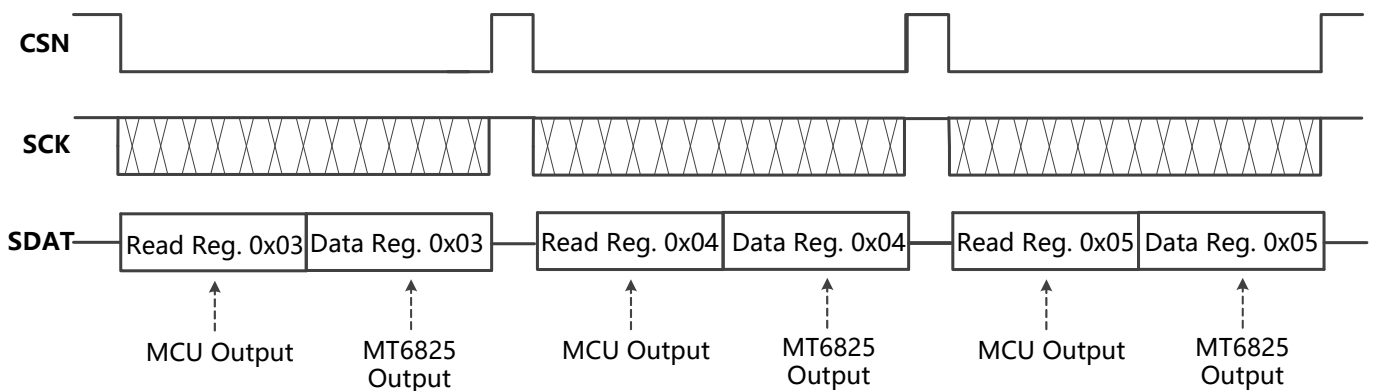 CSN
SCK
SDAT
Read Reg. 0x03 Data Reg. 0x03 Read Reg. 0x04 Data Reg. 0x04 Read Reg. 0x05 Data Reg. 0x05
MCU Output
MT6825
Output
MCU Output
MT6825
Output
MCU Output
MT6825
Output